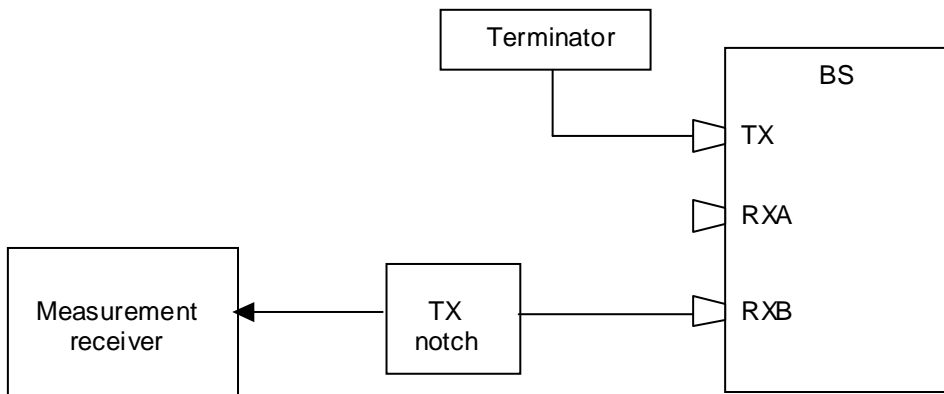 Terminator
BS
TX
RXA
RXB
TX
notch
Measurement
receiver